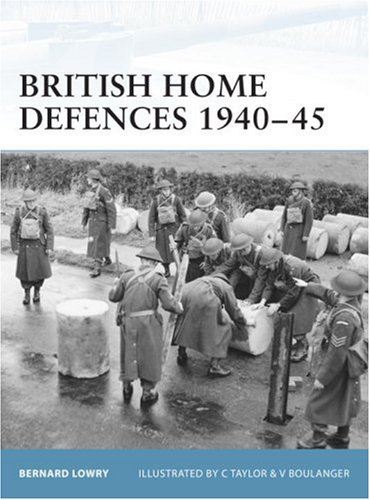 BRITISH HOME
DEFENCES 1940–45
BERNARD LOWRY ILLUSTRATED BY C TAYLOR & V BOULANGER